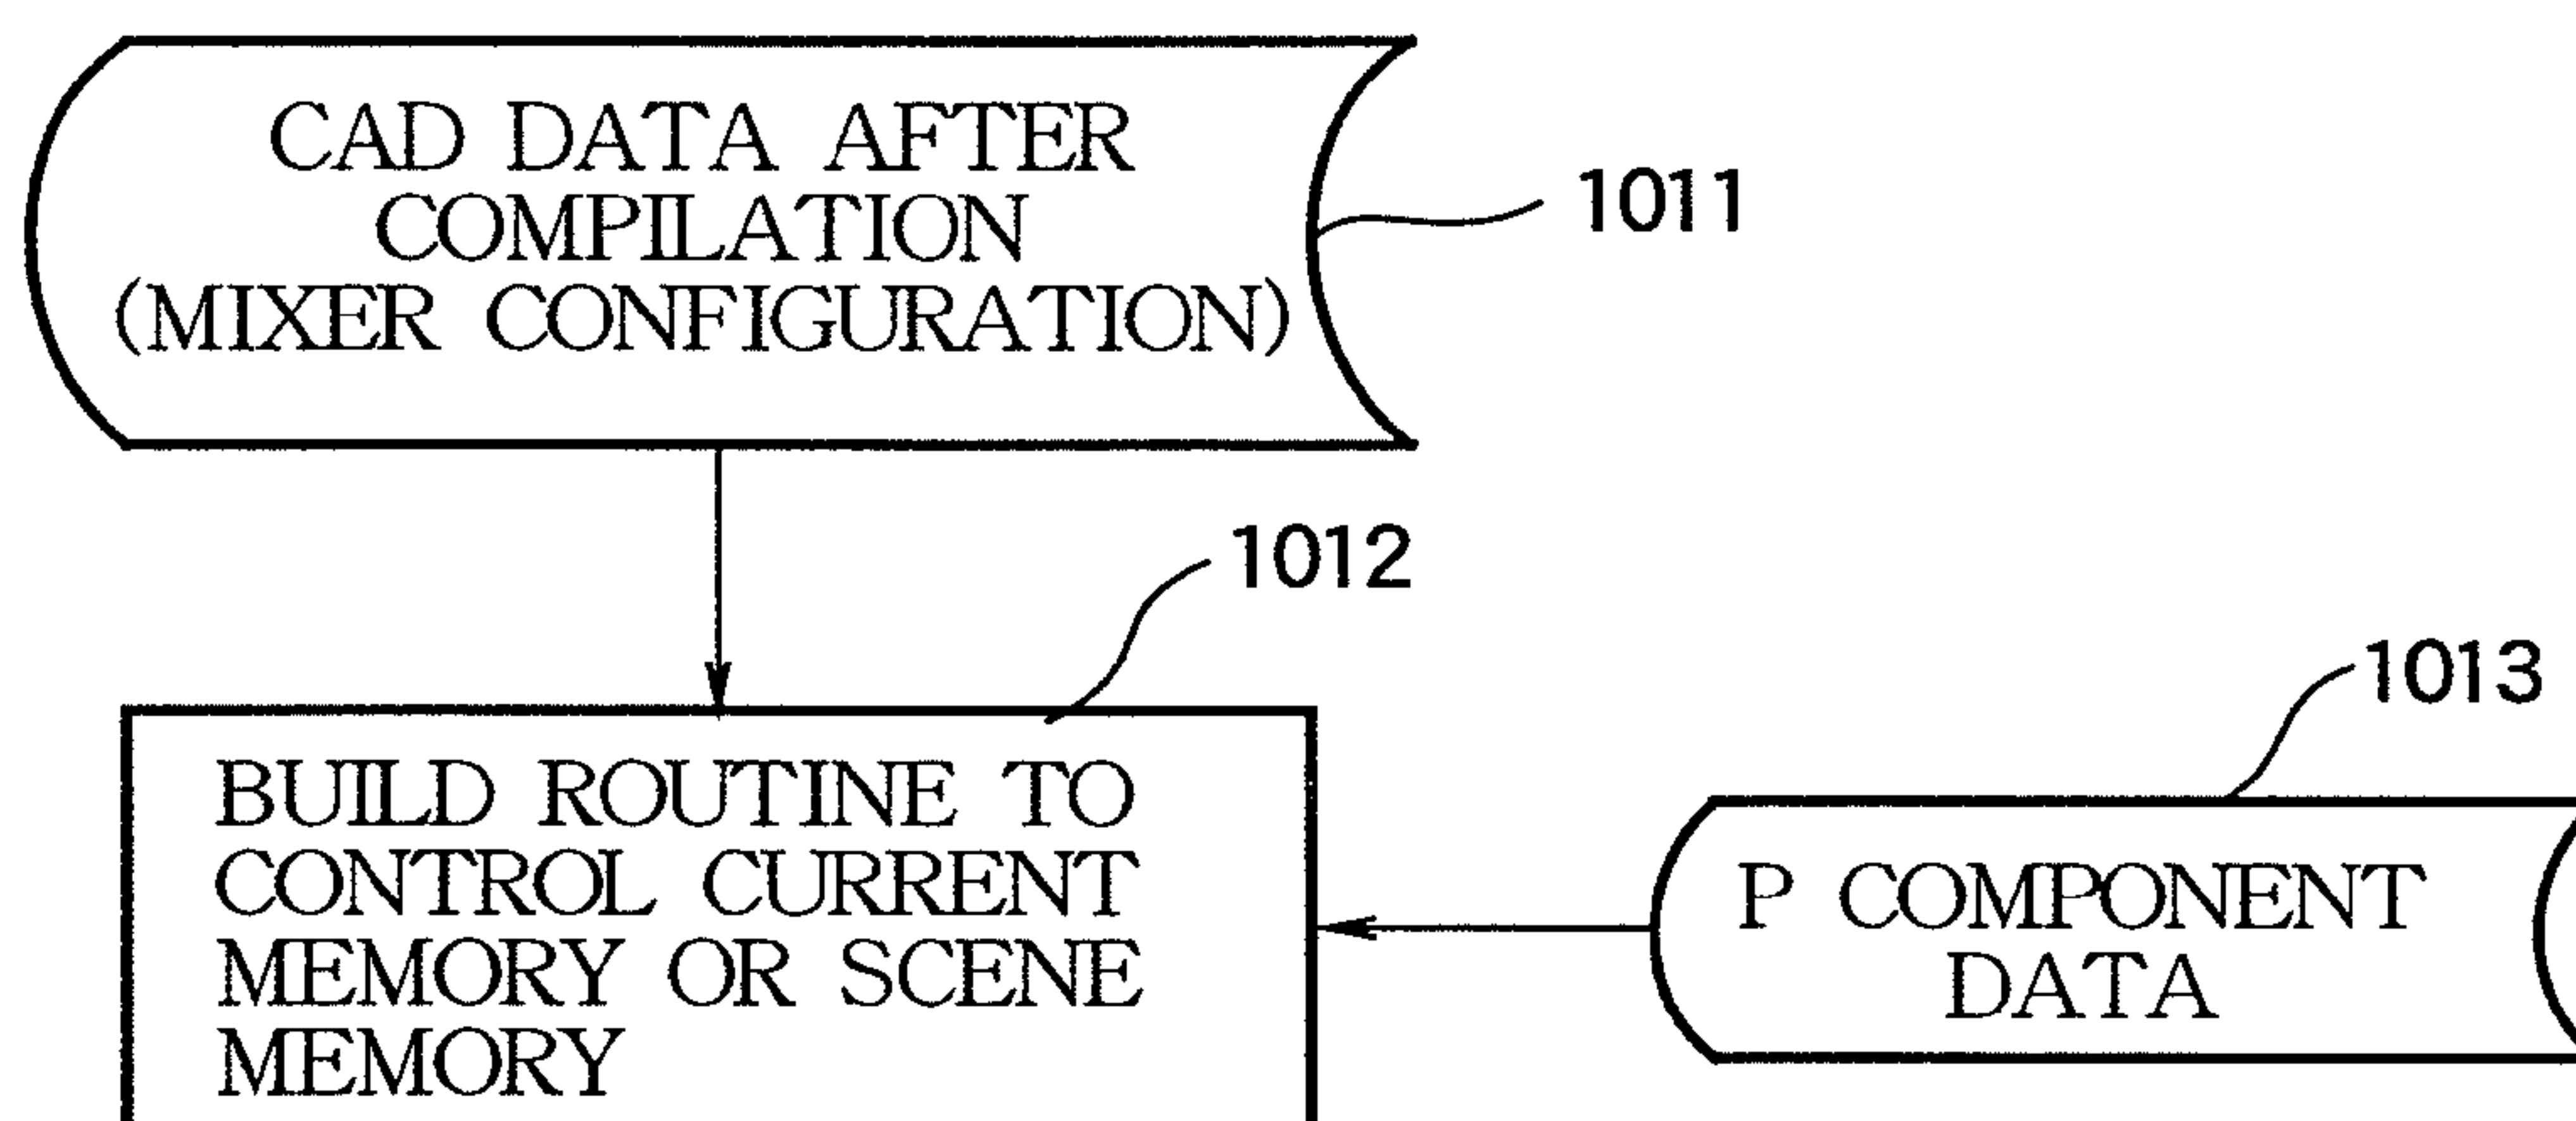 CAD DATA AFTER
COMPILATION
(MIXER CONFIGURATION)
1011
1012
BUILD ROUTINE TO
CONTROL CURRENT
MEMORY OR SCENE
MEMORY
1013
P COMPONENT
DATA